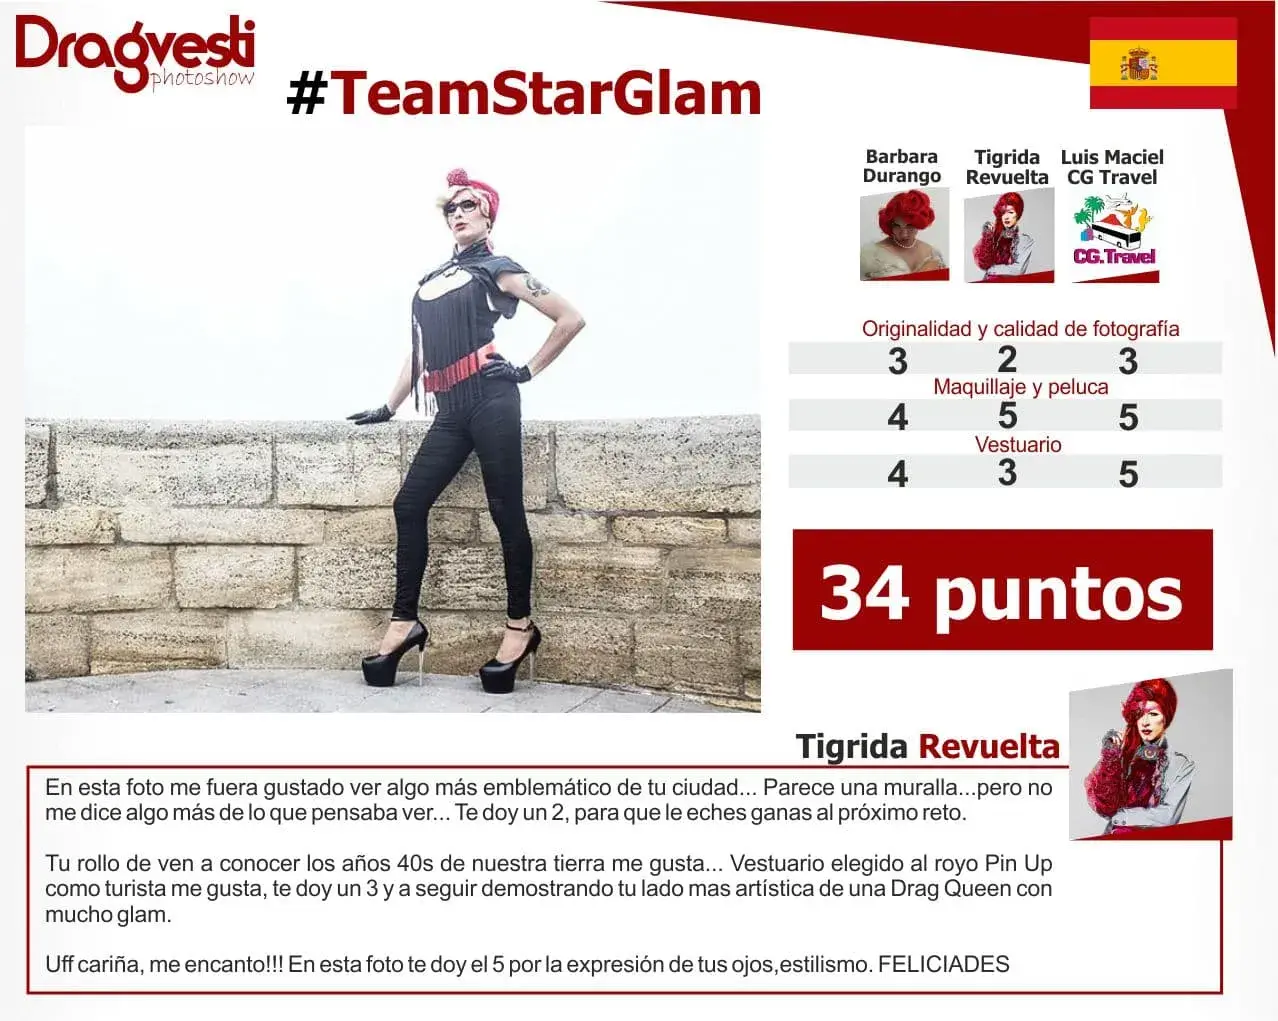 Dragvesti
photoshow
#TeamStarGlam
Barbara Durango
Tigrida Revuelta
Luis Maciel CG Travel
CG.Travel
Originalidad y calidad de fotografía
3 2 3
Maquillaje y peluca
4 5 5
Vestuario
4 3 5
34 puntos
Tigrida Revuelta
En esta foto me fuera gustado ver algo más emblemático de tu ciudad... Parece una muralla...pero no
me dice algo más de lo que pensaba ver... Te doy un 2, para que le eches ganas al próximo reto.
Tu rollo de ven a conocer los años 40s de nuestra tierra me gusta... Vestuario elegido al royo Pin Up
como turista me gusta, te doy un 3 y a seguir demostrando tu lado mas artística de una Drag Queen con
mucho glam.
Uff cariña, me encanto!!! En esta foto te doy el 5 por la expresión de tus ojos,estilismo. FELICIADES